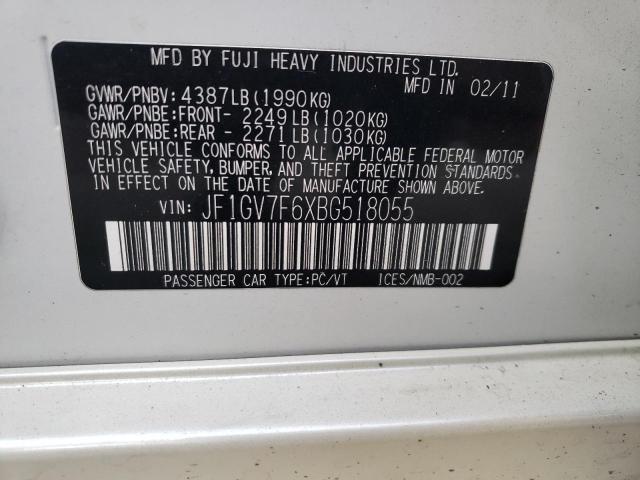 MFD BY FUJI HEAVY INDUSTRIES LTD.
MFD IN 02/11
GVWR/PNBV: 4387LB(1990KG)
GAWR/PNBE:FRONT- 2249LB(1020KG)
GAWR/PNBE:REAR - 2271LB(1030KG)
THIS VEHICLE CONFORMS TO ALL APPLICABLE FEDERAL MOTOR
VEHICLE SAFETY, BUMPER, AND THEFT PREVENTION STANDARDS
IN EFFECT ON THE DATE OF MANUFACTURE SHOWN ABOVE.
VIN: JF1GV7F6XBG518055
PASSENGER CAR TYPE:PC/VT ICES/NMB-002